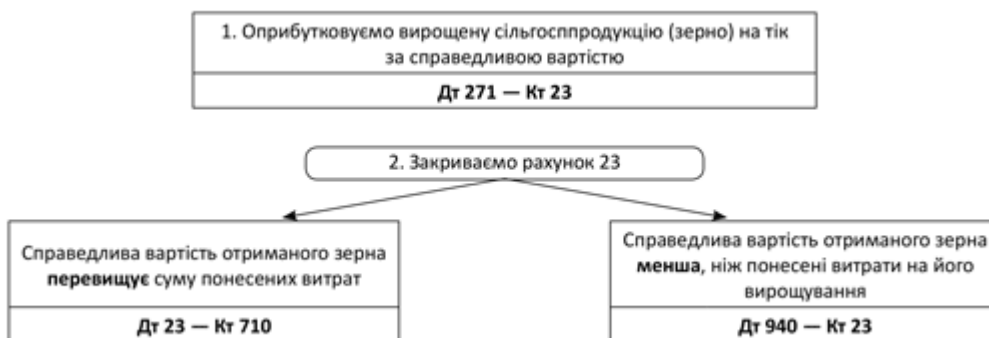 1. Оприбутковуємо вирощену сільгосппродукцію (зерно) на тік
за справедливою вартістю
Дт 271 — Кт 23
2. Закриваємо рахунок 23
Справедлива вартість отриманого зерна
перевищує суму понесених витрат
Дт 23 — Кт 710
Справедлива вартість отриманого зерна
менша, ніж понесені витрати на його
вирощування
Дт 940 — Кт 23